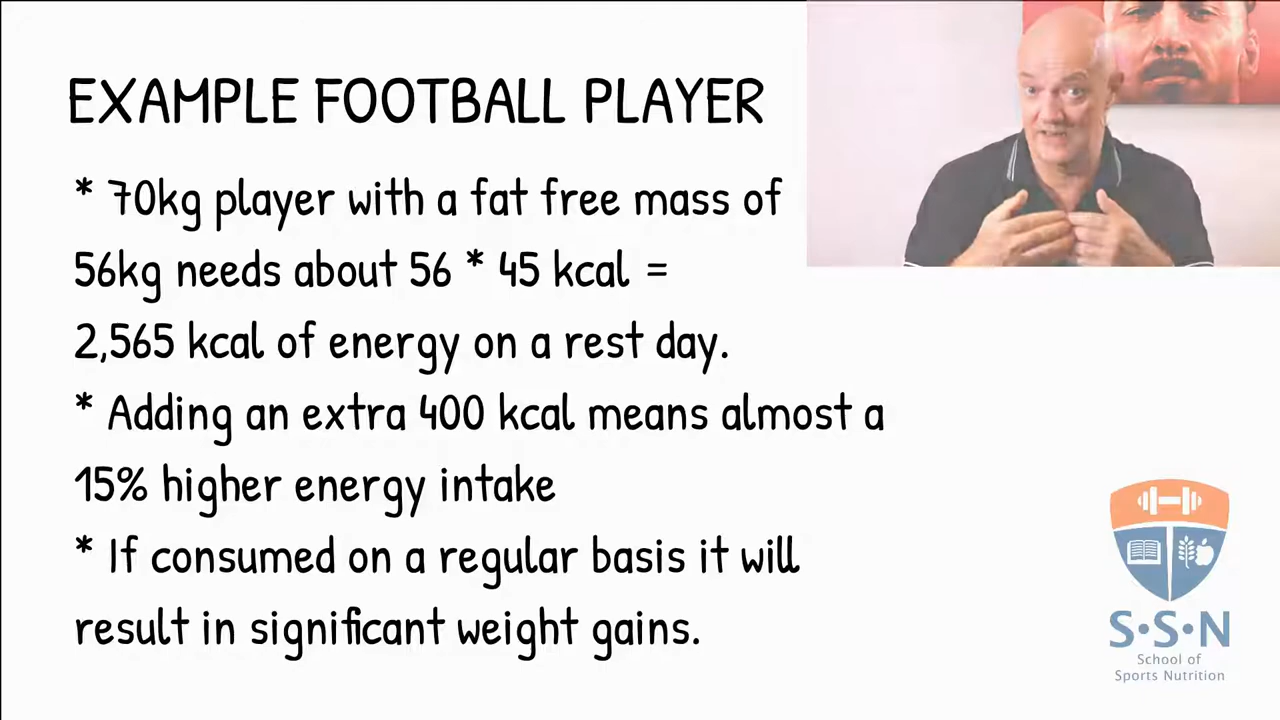 EXAMPLE FOOTBALL PLAYER
* 70kg player with a fat free mass of
56kg needs about 56 * 45 kcal =
2,565 kcal of energy on a rest day.
* Adding an extra 400 kcal means almost a
15% higher energy intake
* If consumed on a regular basis it will
result in significant weight gains.
S·S·N
School of
Sports Nutrition